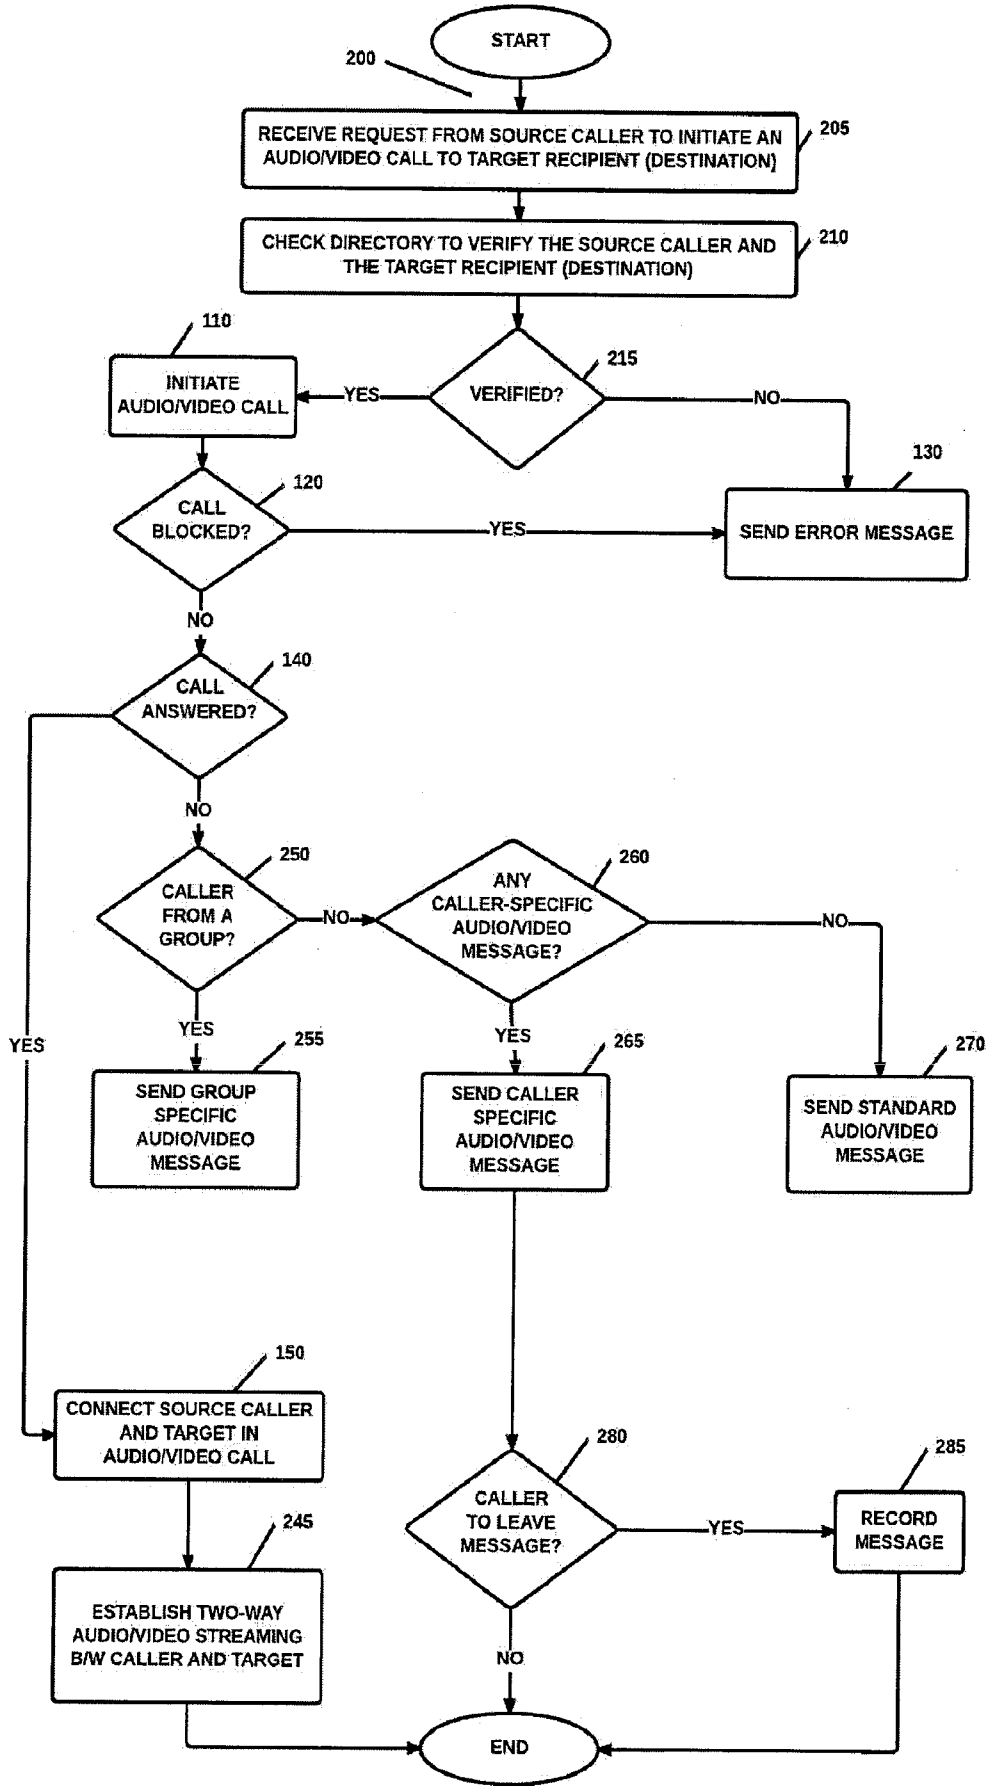 START
200
RECEIVE REQUEST FROM SOURCE CALLER TO INITIATE AN
AUDIO/VIDEO CALL TO TARGET RECIPIENT (DESTINATION)
205
CHECK DIRECTORY TO VERIFY THE SOURCE CALLER AND
THE TARGET RECIPIENT (DESTINATION)
210
110
INITIATE
AUDIO/VIDEO CALL
YES
VERIFIED?
215
NO
130
SEND ERROR MESSAGE
120
CALL
BLOCKED?
YES
NO
140
CALL
ANSWERED?
NO
250
CALLER
FROM A
GROUP?
NO
260
ANY
CALLER-SPECIFIC
AUDIO/VIDEO
MESSAGE?
NO
YES
YES
YES
255
SEND GROUP
SPECIFIC
AUDIO/VIDEO
MESSAGE
265
SEND CALLER
SPECIFIC
AUDIO/VIDEO
MESSAGE
270
SEND STANDARD
AUDIO/VIDEO
MESSAGE
150
CONNECT SOURCE CALLER
AND TARGET IN
AUDIO/VIDEO CALL
280
CALLER
TO LEAVE
MESSAGE?
YES
285
RECORD
MESSAGE
245
ESTABLISH TWO-WAY
AUDIO/VIDEO STREAMING
B/W CALLER AND TARGET
NO
END